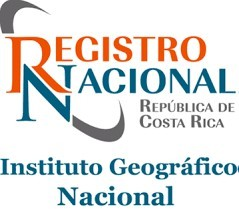 REGISTRO
NACIONAL
REPÚBLICA DE
COSTA RICA
Instituto Geográfico
Nacional